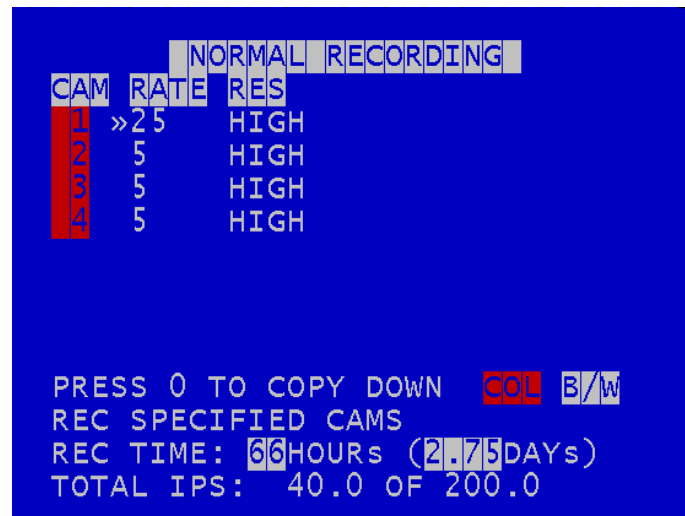 NORMAL RECORDING
CAM RATE RES
1 »25 HIGH
2 5 HIGH
3 5 HIGH
4 5 HIGH
PRESS 0 TO COPY DOWN COL B/W
REC SPECIFIED CAMS
REC TIME: 66HOURs (2.75DAYs)
TOTAL IPS: 40.0 OF 200.0